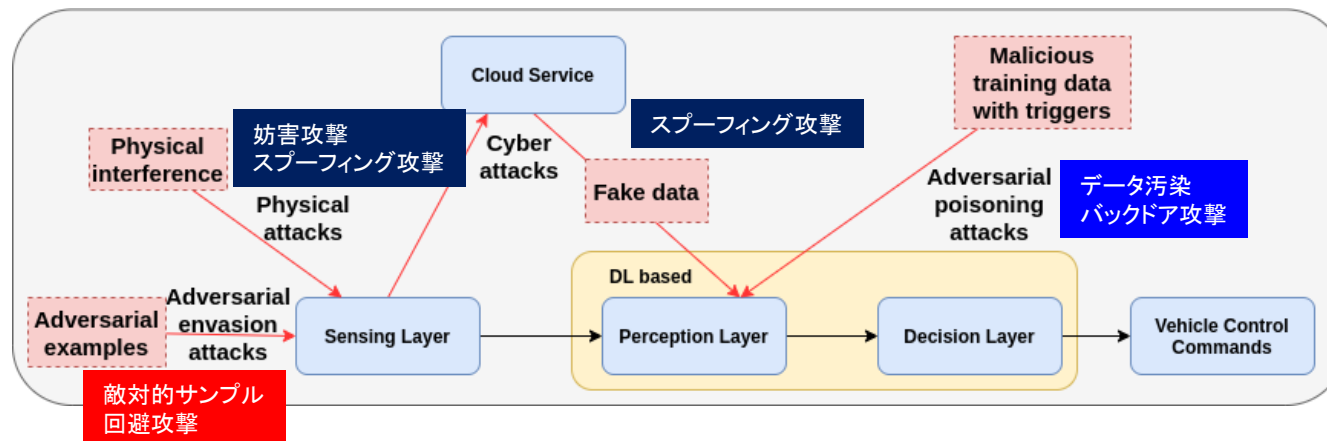 Cloud Service
Malicious
training data
with triggers
妨害攻撃
スプーフィング攻撃
スプーフィング攻撃
Physical
interference
Cyber
attacks
Fake data
Physical
attacks
Adversarial
poisoning
attacks
データ汚染
バックドア攻撃
DL based
Adversarial
examples
Adversarial
envasion
attacks
Sensing Layer
Perception Layer
Decision Layer
Vehicle Control
Commands
敵対的サンプル
回避攻撃